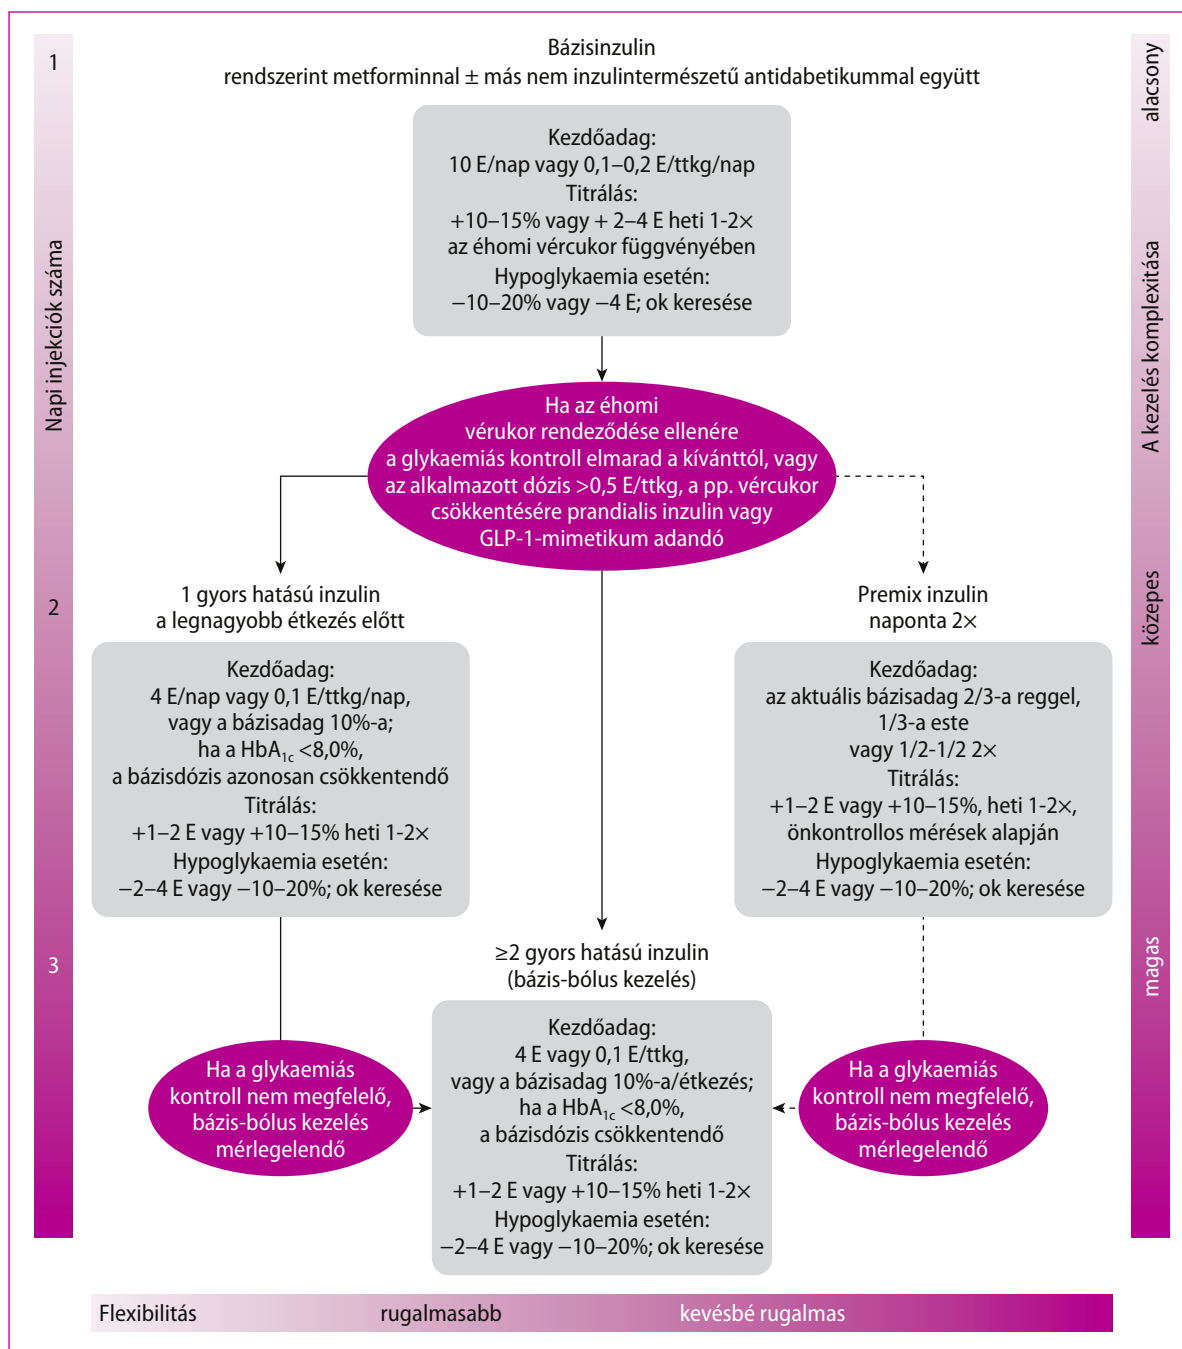 1
Bázisinzulin
rendszerint metforminnal ± más nem inzulintermészetű antidabetikummal együtt
alacsony
Kezdőadag:
10 E/nap vagy 0,1–0,2 E/ttkg/nap
Titrálás:
+10–15% vagy + 2–4 E heti 1-2×
az éhomi vércukor függvényében
Hypoglykaemia esetén:
−10–20% vagy −4 E; ok keresése
Napi injekciók száma
A kezelés komplexitása
Ha az éhomi
vérukor rendeződése ellenére
a glykaemiás kontroll elmarad a kívánttól, vagy
az alkalmazott dózis >0,5 E/ttkg, a pp. vércukor
csökkentésére prandialis inzulin vagy
GLP-1-mimetikum adandó
2
1 gyors hatású inzulin
a legnagyobb étkezés előtt
Kezdőadag:
4 E/nap vagy 0,1 E/ttkg/nap,
vagy a bázisadag 10%-a;
ha a HbA1c <8,0%,
a bázisdózis azonosan csökkentendő
Titrálás:
+1–2 E vagy +10–15% heti 1-2×
Hypoglykaemia esetén:
−2–4 E vagy −10–20%; ok keresése
Premix inzulin
naponta 2×
közepes
Kezdőadag:
az aktuális bázisadag 2/3-a reggel,
1/3-a este
vagy 1/2-1/2 2×
Titrálás:
+1–2 E vagy +10–15%, heti 1-2×,
önkontrollos mérések alapján
Hypoglykaemia esetén:
−2–4 E vagy −10–20%; ok keresése
3
≥2 gyors hatású inzulin
(bázis-bólus kezelés)
magas
Kezdőadag:
4 E vagy 0,1 E/ttkg,
vagy a bázisadag 10%-a/étkezés;
ha a HbA1c <8,0%,
a bázisdózis csökkentendő
Titrálás:
+1–2 E vagy +10–15% heti 1-2×
Hypoglykaemia esetén:
−2–4 E vagy −10–20%; ok keresése
Ha a glykaemiás
kontroll nem megfelelő,
bázis-bólus kezelés
mérlegelendő
Ha a glykaemiás
kontroll nem megfelelő,
bázis-bólus kezelés
mérlegelendő
Flexibilitás rugalmasabb kevésbé rugalmas